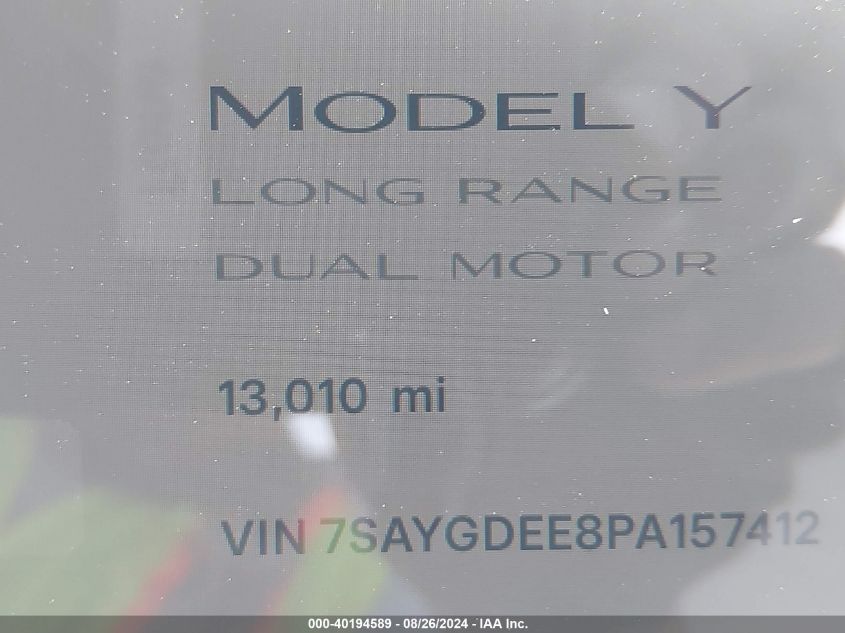 MODEL Y
LONG RANGE
DUAL MOTOR
13,010 mi
VIN 7SAYGDEE8PA157412
000-40194589 - 08/26/2024 - IAA Inc.